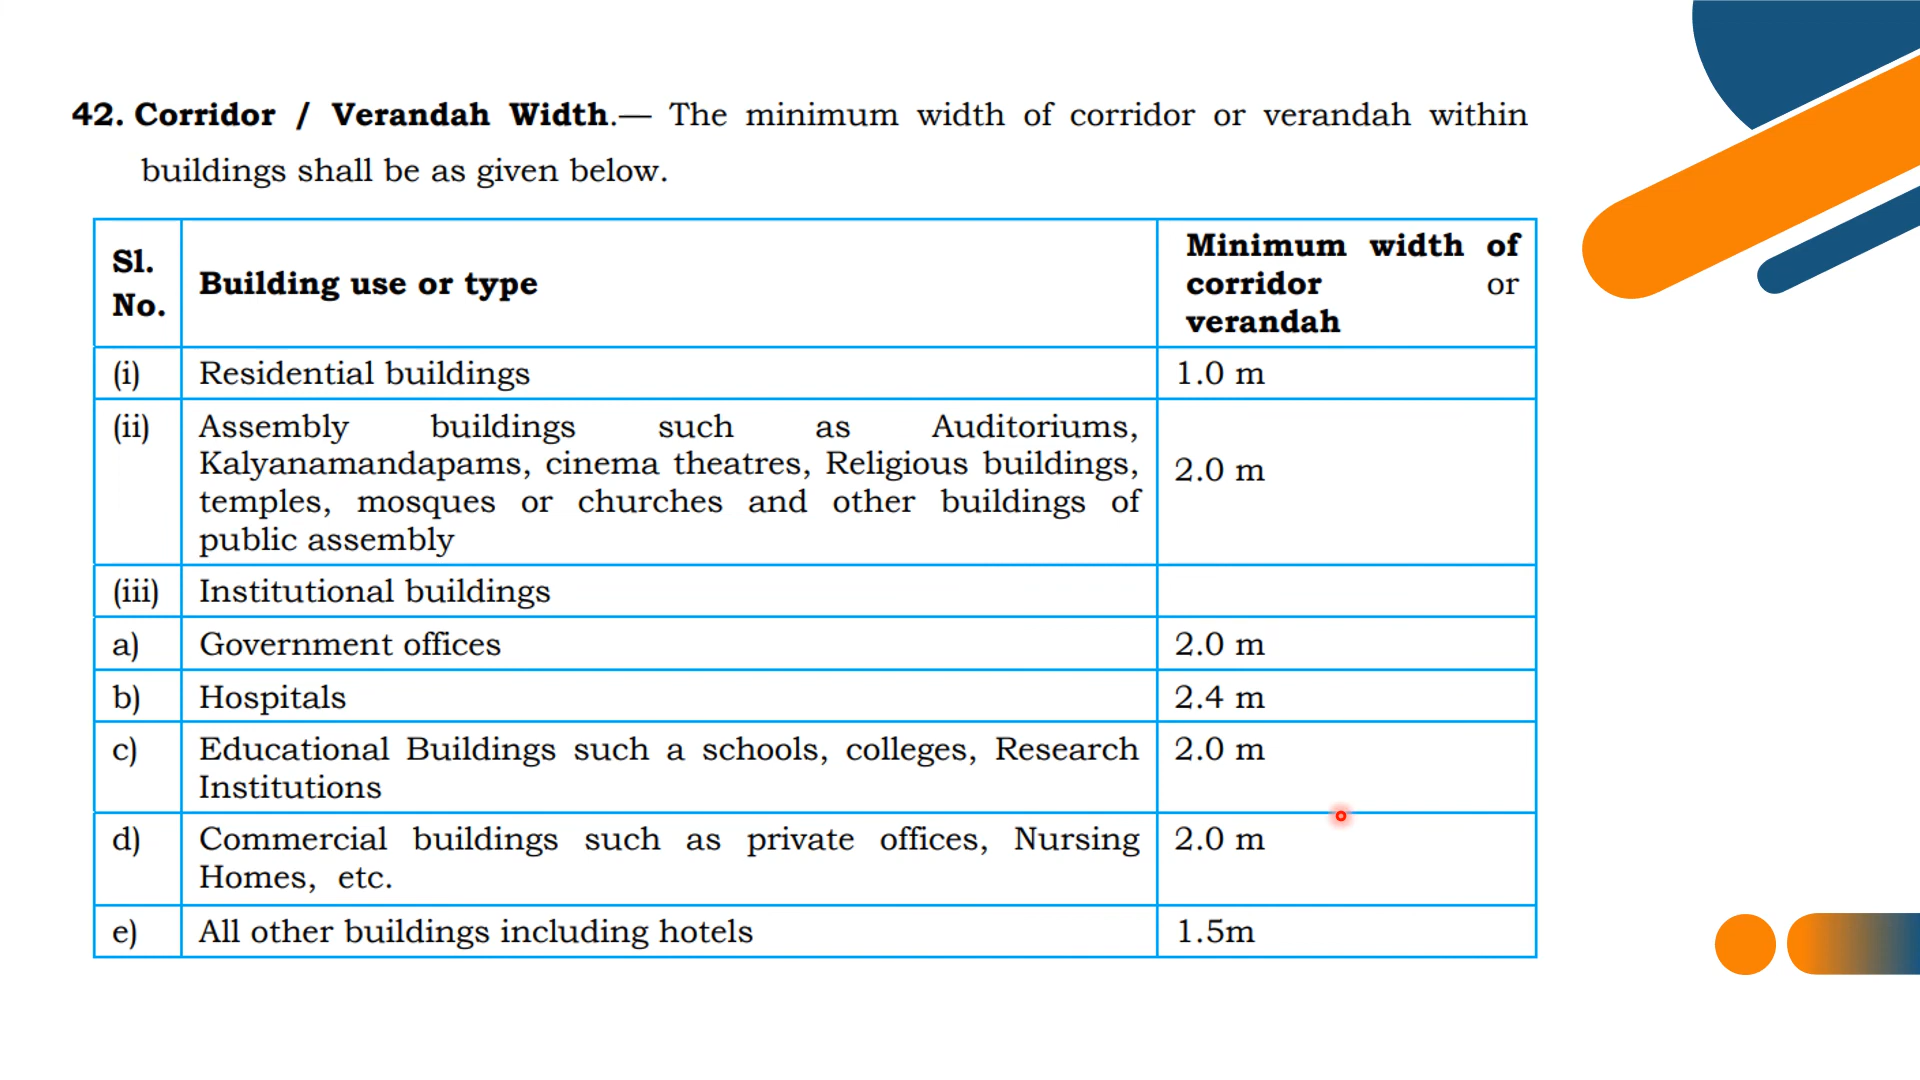 42. Corridor / Verandah Width.— The minimum width of corridor or verandah within
buildings shall be as given below.
Sl.
No.
Building use or type
Minimum width of
corridor or
verandah
(i) Residential buildings 1.0 m
(ii) Assembly buildings such as Auditoriums,
Kalyanamandapams, cinema theatres, Religious buildings,
temples, mosques or churches and other buildings of
public assembly
2.0 m
(iii) Institutional buildings
a) Government offices 2.0 m
b) Hospitals 2.4 m
c) Educational Buildings such a schools, colleges, Research 2.0 m
Institutions
d) Commercial buildings such as private offices, Nursing 2.0 m
Homes, etc.
e) All other buildings including hotels 1.5m